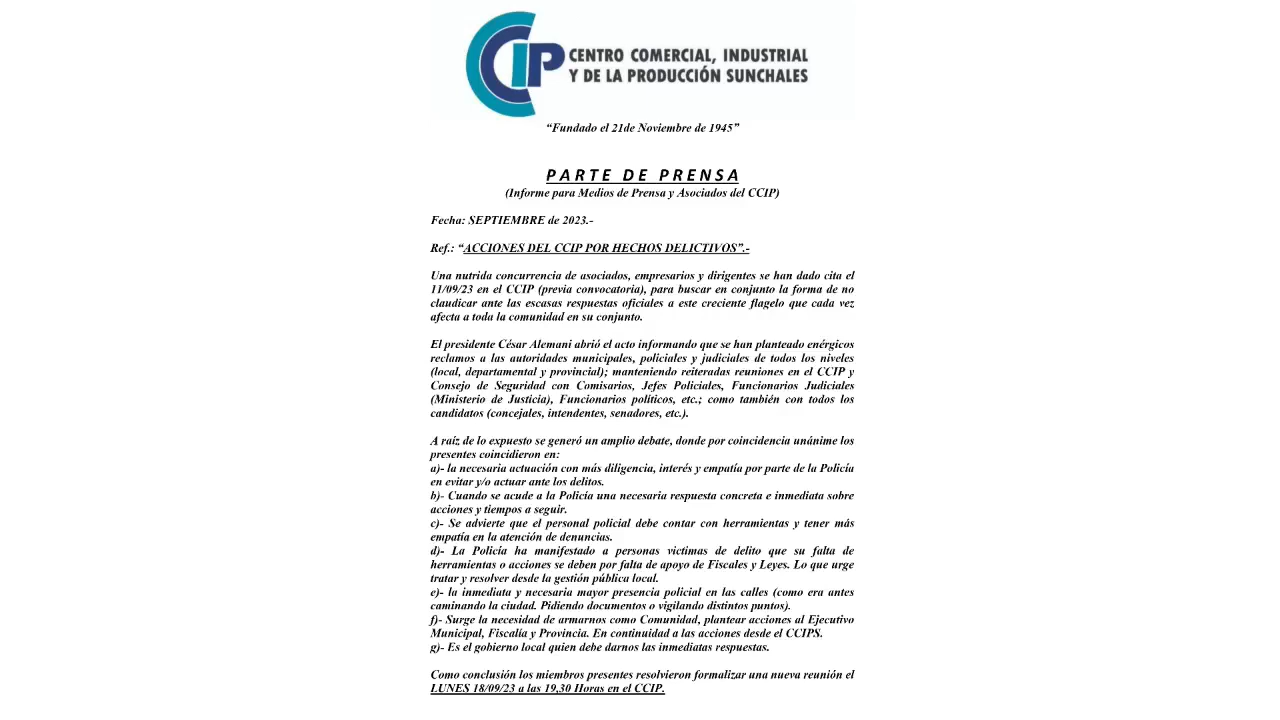 CIP CENTRO COMERCIAL, INDUSTRIAL
Y DE LA PRODUCCIÓN SUNCHALES
“Fundado el 21de Noviembre de 1945”
PARTE DE PRENSA
(Informe para Medios de Prensa y Asociados del CCIP)
Fecha: SEPTIEMBRE de 2023.-
Ref.: “ACCIONES DEL CCIP POR HECHOS DELICTIVOS”.-
Una nutrida concurrencia de asociados, empresarios y dirigentes se han dado cita el
11/09/23 en el CCIP (previa convocatoria), para buscar en conjunto la forma de no
claudicar ante las escasas respuestas oficiales a este creciente flagelo que cada vez
afecta a toda la comunidad en su conjunto.
El presidente César Alemani abrió el acto informando que se han planteado enérgicos
reclamos a las autoridades municipales, policiales y judiciales de todos los niveles
(local, departamental y provincial); manteniendo reiteradas reuniones en el CCIP y
Consejo de Seguridad con Comisarios, Jefes Policiales, Funcionarios Judiciales
(Ministerio de Justicia), Funcionarios políticos, etc.; como también con todos los
candidatos (concejales, intendentes, senadores, etc.).
A raíz de lo expuesto se generó un amplio debate, donde por coincidencia unánime los
presentes coincidieron en:
a)- la necesaria actuación con más diligencia, interés y empatía por parte de la Policía
en evitar y/o actuar ante los delitos.
b)- Cuando se acude a la Policía una necesaria respuesta concreta e inmediata sobre
acciones y tiempos a seguir.
c)- Se advierte que el personal policial debe contar con herramientas y tener más
empatía en la atención de denuncias.
d)- La Policía ha manifestado a personas victimas de delito que su falta de
herramientas o acciones se deben por falta de apoyo de Fiscales y Leyes. Lo que urge
tratar y resolver desde la gestión pública local.
e)- la inmediata y necesaria mayor presencia policial en las calles (como era antes
caminando la ciudad. Pidiendo documentos o vigilando distintos puntos).
f)- Surge la necesidad de armarnos como Comunidad, plantear acciones al Ejecutivo
Municipal, Fiscalía y Provincia. En continuidad a las acciones desde el CCIPS.
g)- Es el gobierno local quien debe darnos las inmediatas respuestas.
Como conclusión los miembros presentes resolvieron formalizar una nueva reunión el
LUNES 18/09/23 a las 19,30 Horas en el CCIP.